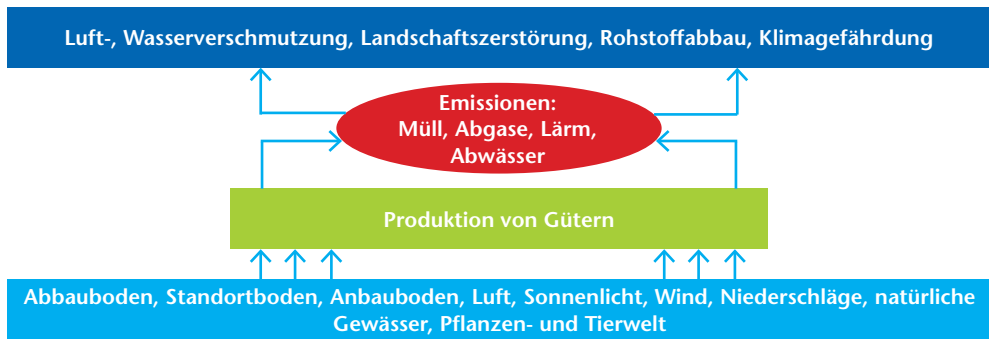 Luft-, Wasserverschmutzung, Landschaftszerstörung, Rohstoffabbau, Klimagefährdung
Emissionen:
Müll, Abgase, Lärm,
Abwässer
Produktion von Gütern
Abbauboden, Standortboden, Anbauboden, Luft, Sonnenlicht, Wind, Niederschläge, natürliche
Gewässer, Pflanzen- und Tierwelt